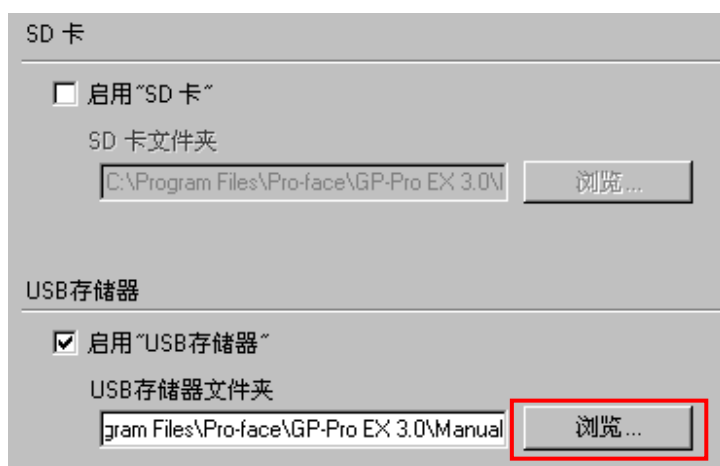 SD 卡
启用"SD 卡"
SD 卡文件夹
C:\Program Files\Pro-face\GP-Pro EX 3.0\
浏览...
USB存储器
启用"USB存储器"
USB存储器文件夹
gram Files\Pro-face\GP-Pro EX 3.0\Manual
浏览...